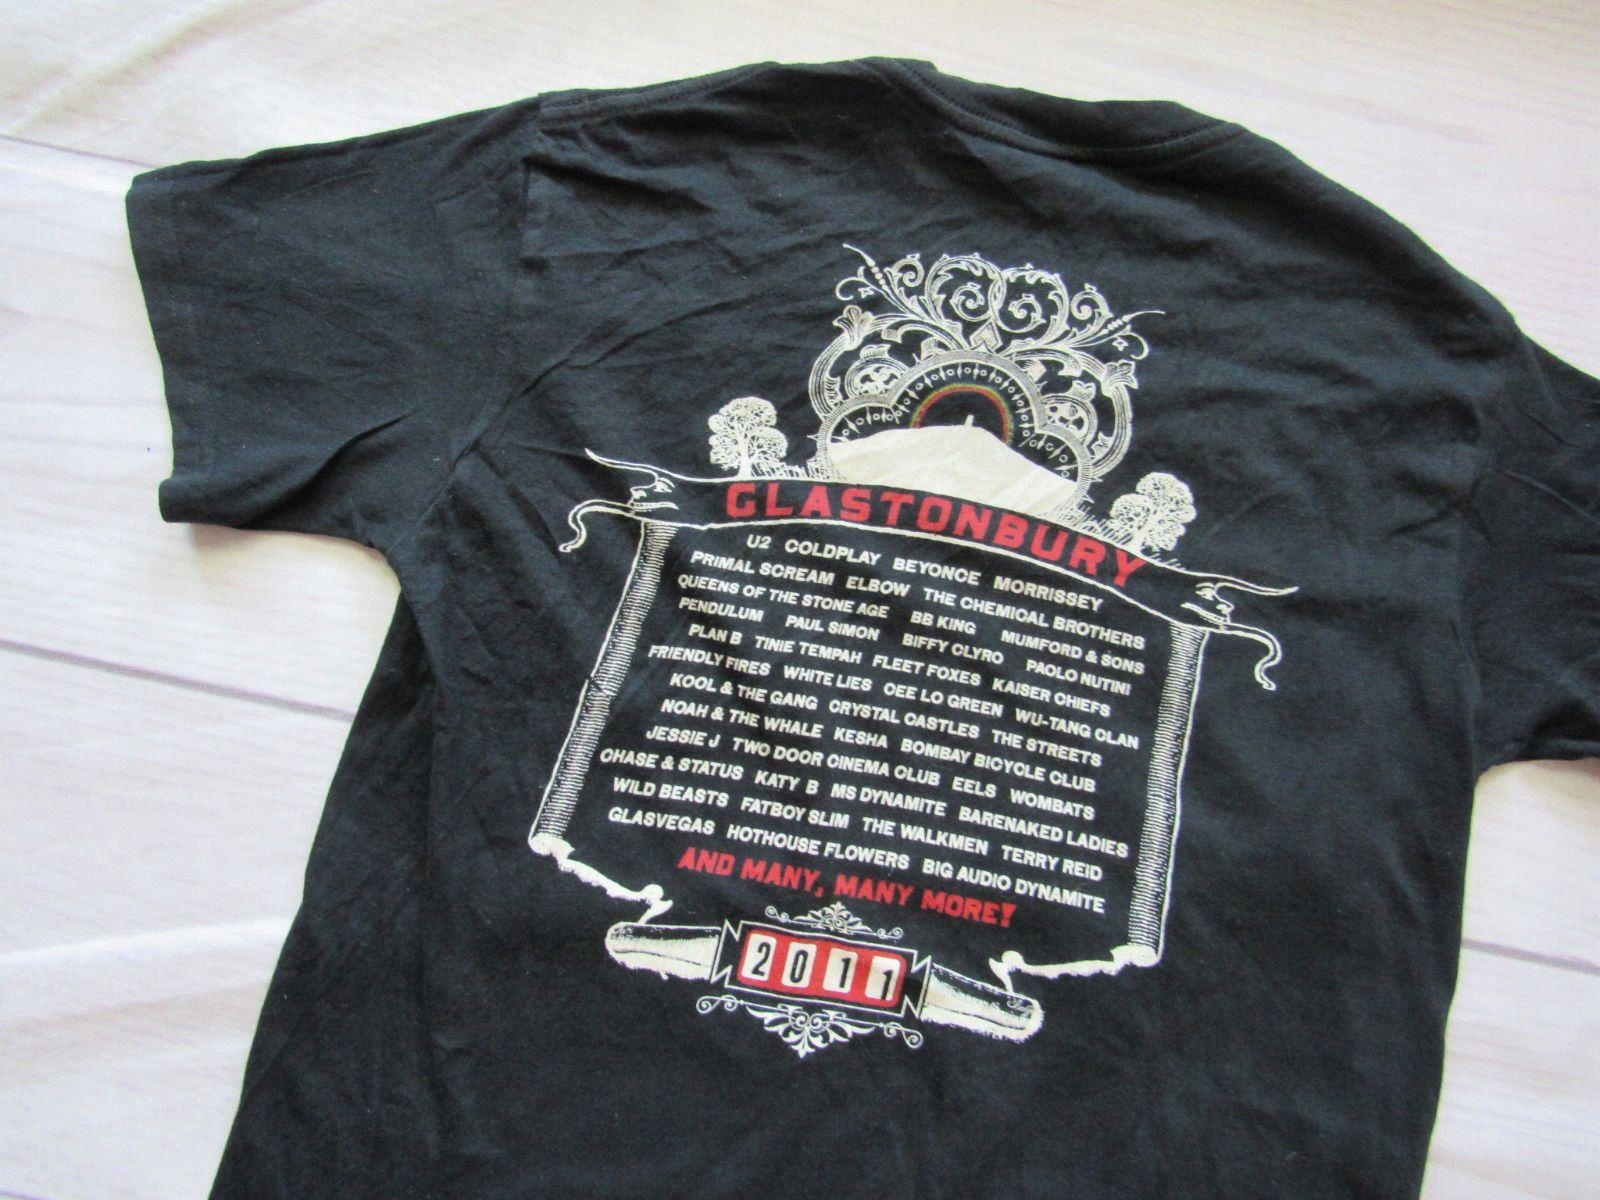 GLASTONBURY
U2 COLDPLAY BEYONCE MORRISSEY
PRIMAL SCREAM ELBOW THE CHEMICAL BROTHERS
QUEENS OF THE STONE AGE BB KING MUMFORD & SONS
PENDULUM PAUL SIMON BIFFY CLYRO PAOLO NUTINI
PLAN B TINIE TEMPAH FLEET FOXES KAISER CHIEFS
FRIENDLY FIRES WHITE LIES CEE LO GREEN WU-TANG CLAN
KOOL & THE GANG CRYSTAL CASTLES THE STREETS
NOAH & THE WHALE KESHA BOMBAY BICYCLE CLUB
JESSIE J TWO DOOR CINEMA CLUB EELS WOMBATS
CHASE & STATUS KATY B MS DYNAMITE BARENAKED LADIES
WILD BEASTS FATBOY SLIM THE WALKMEN TERRY REID
GLASVEGAS HOTHOUSE FLOWERS BIG AUDIO DYNAMITE
AND MANY, MANY MORE!
2011